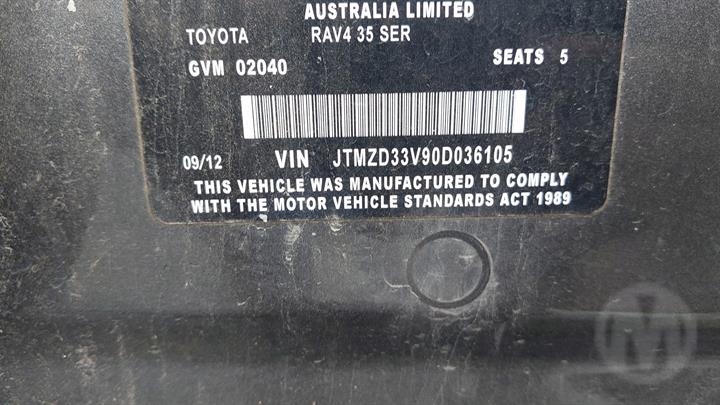 AUSTRALIA LIMITED
TOYOTA RAV4 35 SER
GVM 02040 SEATS 5
09/12 VIN JTMZD33V90D036105
THIS VEHICLE WAS MANUFACTURED TO COMPLY
WITH THE MOTOR VEHICLE STANDARDS ACT 1989
M